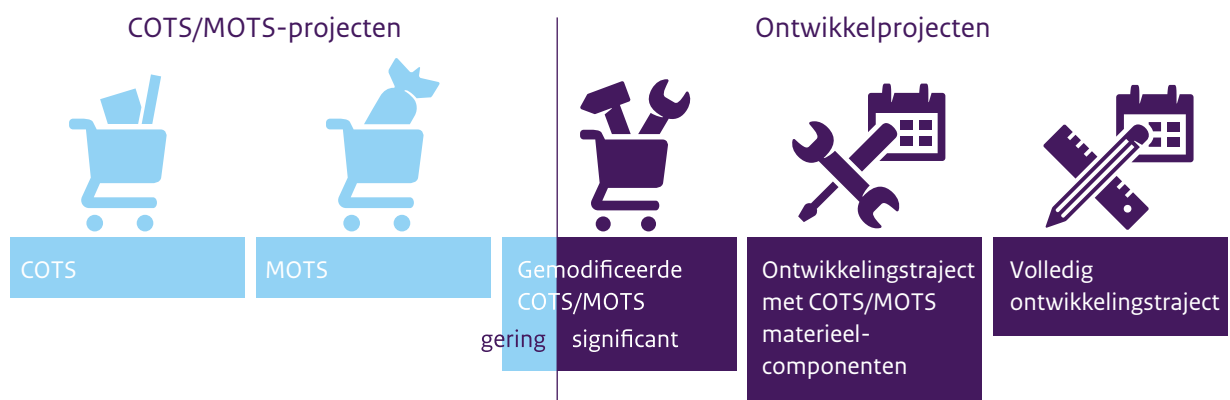 COTS/MOTS-projecten
Ontwikkelprojecten
COTS
MOTS
Gemodificeerde
COTS/MOTS
gering significant
Ontwikkelingstraject
met COTS/MOTS
materieel-
componenten
Volledig
ontwikkelingstraject